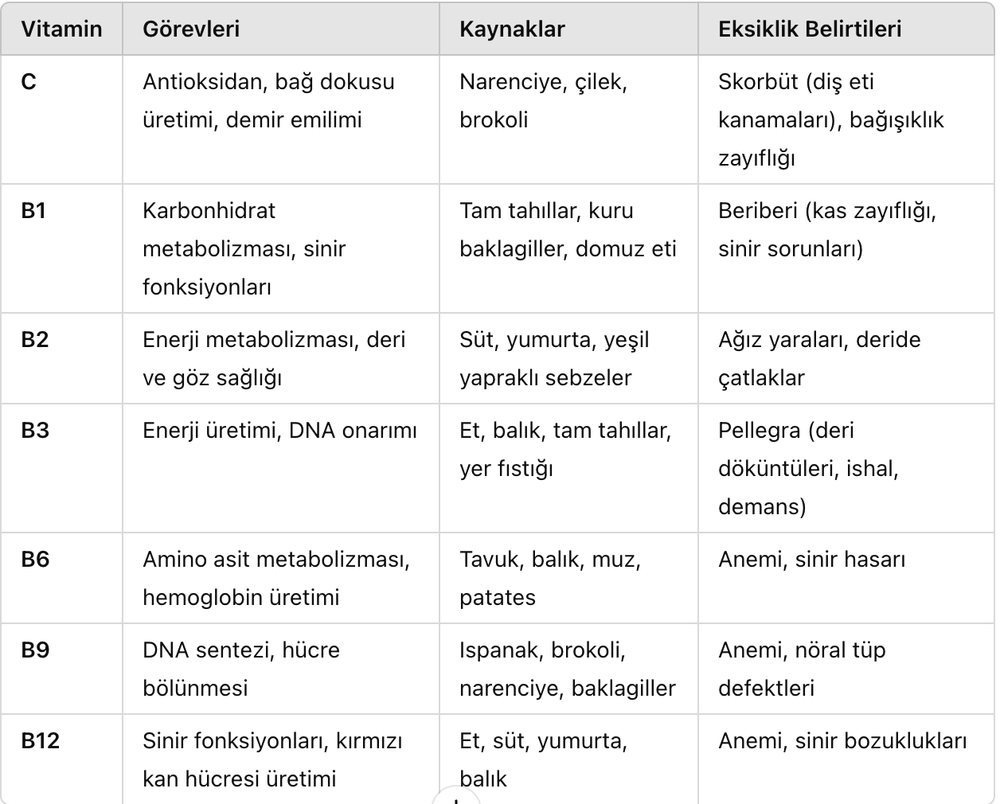 Vitamin Görevleri Kaynaklar Eksiklik Belirtileri
C Antioksidan, bağ dokusu Narenciye, çilek, Skorbüt (diş eti
üretimi, demir emilimi brokoli kanamaları), bağışıklık
zayıflığı
B1 Karbonhidrat Tam tahıllar, kuru Beriberi (kas zayıflığı,
metabolizması, sinir baklagiller, domuz eti sinir sorunları)
fonksiyonları
B2 Enerji metabolizması, deri Süt, yumurta, yeşil Ağız yaraları, deride
ve göz sağlığı yapraklı sebzeler çatlaklar
B3 Enerji üretimi, DNA onarımı Et, balık, tam tahıllar, Pellegra (deri
yer fıstığı döküntüleri, ishal,
demans)
B6 Amino asit metabolizması, Tavuk, balık, muz, Anemi, sinir hasarı
hemoglobin üretimi patates
B9 DNA sentezi, hücre Ispanak, brokoli, Anemi, nöral tüp
bölünmesi narenciye, baklagiller defektleri
B12 Sinir fonksiyonları, kırmızı Et, süt, yumurta, Anemi, sinir bozuklukları
kan hücresi üretimi balık